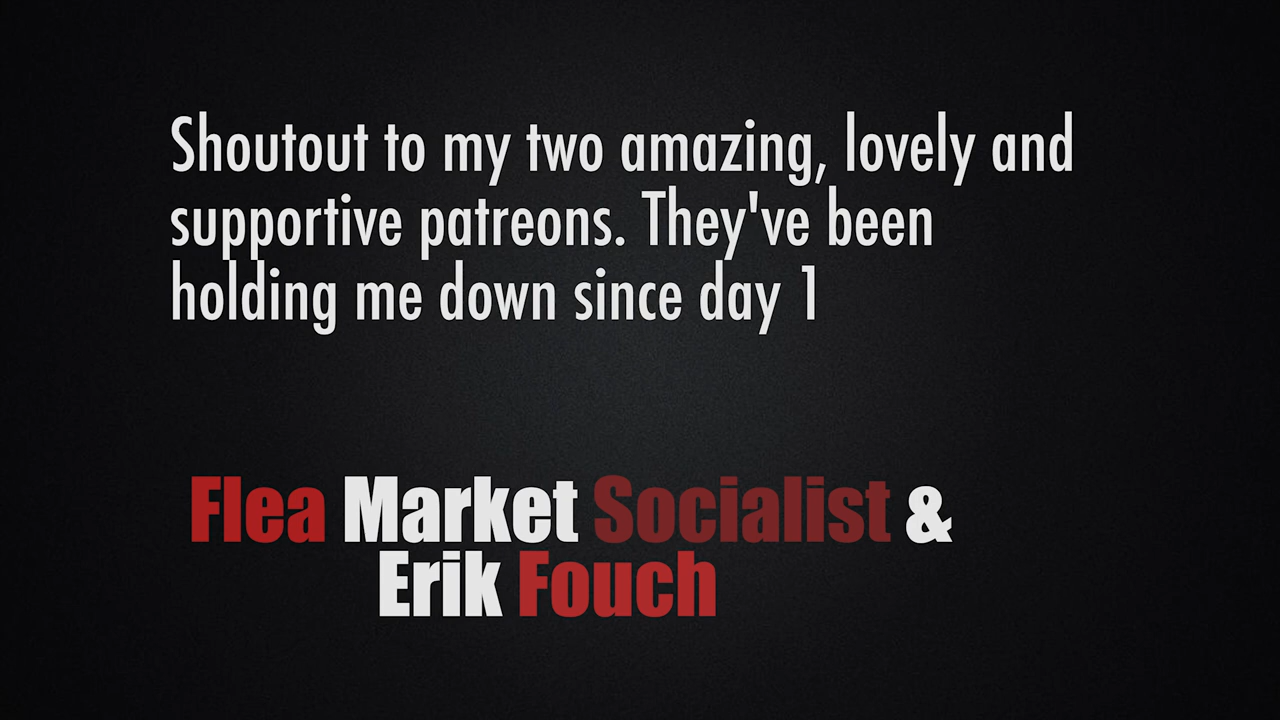 Shoutout to my two amazing, lovely and
supportive patreons. They've been
holding me down since day 1
Flea Market Socialist &
Erik Fouch